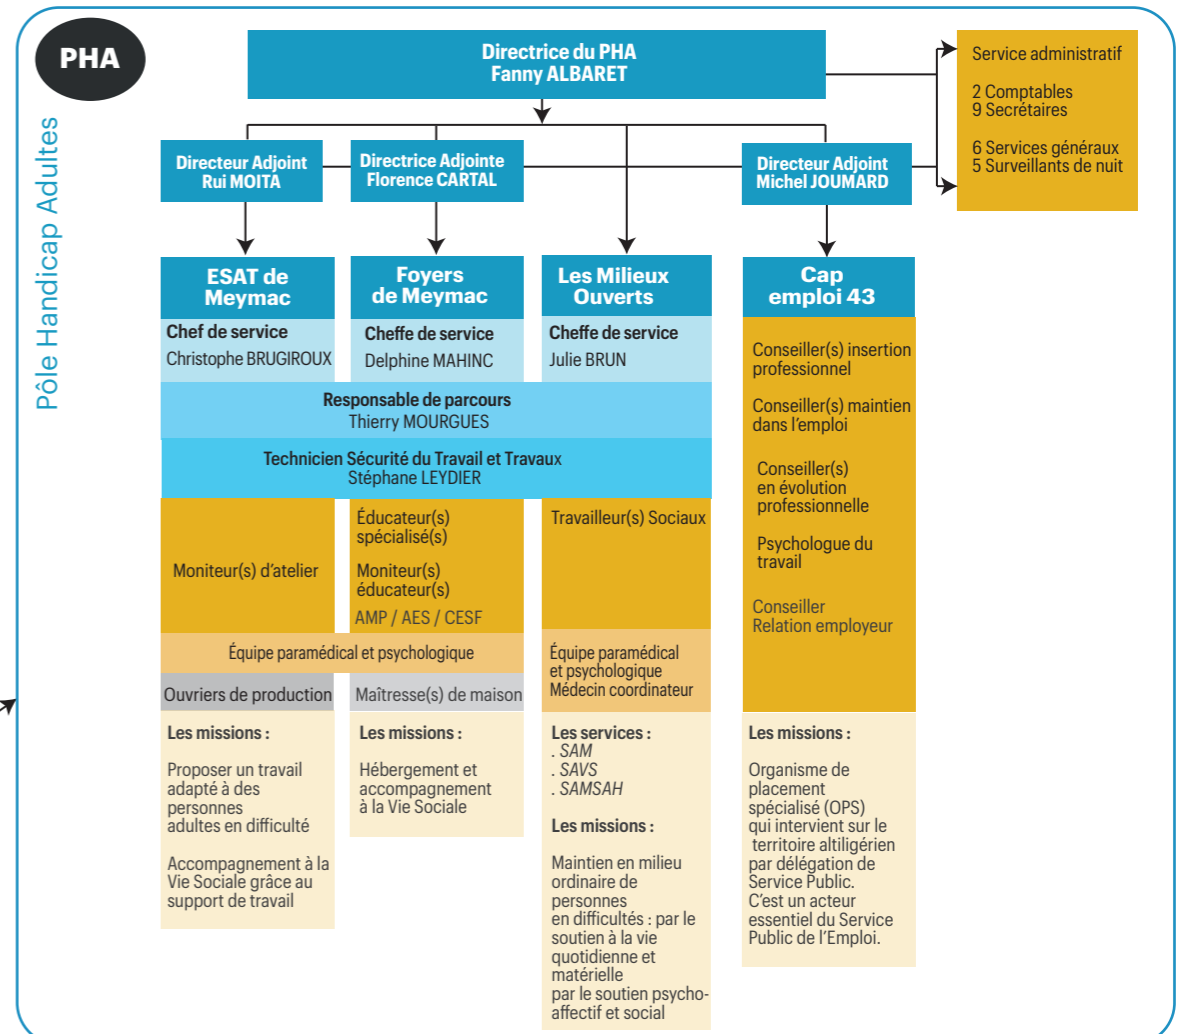 PHA
Pôle Handicap Adultes
Directrice du PHA
Fanny ALBARET
Service administratif
2 Comptables
9 Secrétaires
6 Services généraux
5 Surveillants de nuit
Directeur Adjoint
Rui MOITA
Directrice Adjointe
Florence CARTAL
Directeur Adjoint
Michel JOUMARD
ESAT de
Meymac
Chef de service
Christophe BRUGIROUX
Foyers
de Meymac
Cheffe de service
Delphine MAHINC
Les Milieux
Ouverts
Cheffe de service
Julie BRUN
Cap
emploi 43
Conseiller(s) insertion
professionnel
Conseiller(s) maintien
dans l'emploi
Conseiller(s)
en évolution
professionnelle
Psychologue du
travail
Conseiller
Relation employeur
Responsable de parcours
Thierry MOURGUES
Technicien Sécurité du Travail et Travaux
Stéphane LEYDIER
Moniteur(s) d'atelier
Éducateur(s)
spécialisé(s)
Moniteur(s)
éducateur(s)
AMP / AES / CESF
Travailleur(s) Sociaux
Équipe paramédical et psychologique
Équipe paramédical
et psychologique
Médecin coordinateur
Ouvriers de production
Maîtresse(s) de maison
Les missions :
Proposer un travail
adapté à des
personnes
adultes en difficulté
Accompagnement à la
Vie Sociale grâce au
support de travail
Les missions :
Hébergement et
accompagnement
à la Vie Sociale
Les services :
. SAM
. SAVS
. SAMSAH
Les missions :
Maintien en milieu
ordinaire de
personnes
en difficultés : par le
soutien à la vie
quotidienne et
matérielle
par le soutien psycho-
affectif et social
Les missions :
Organisme de
placement
spécialisé (OPS)
qui intervient sur le
territoire altiligérien
par délégation de
Service Public.
C'est un acteur
essentiel du Service
Public de l'Emploi.